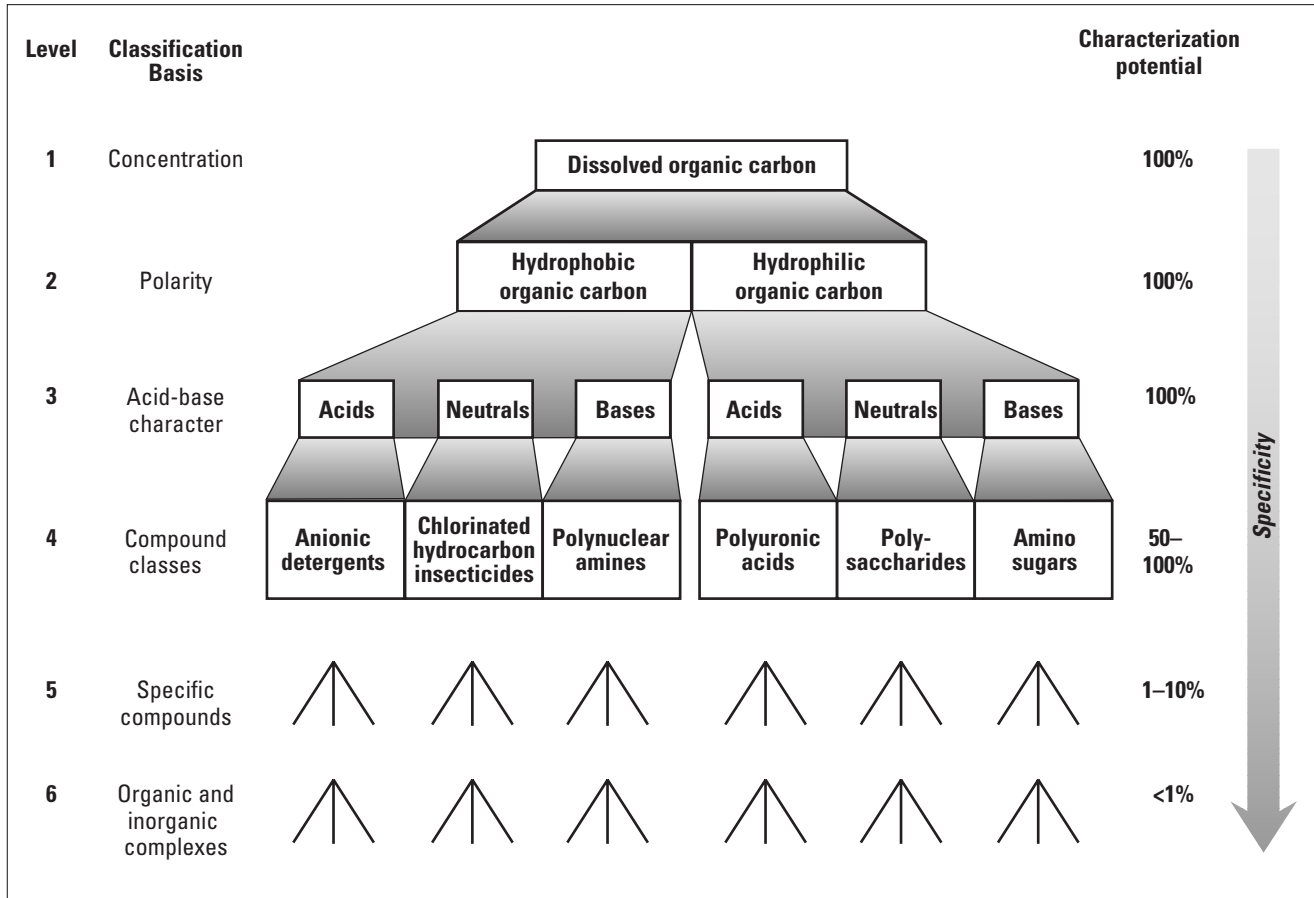 Level
Classification
Basis
Characterization
potential
1
Concentration
Dissolved organic carbon
100%
2
Polarity
Hydrophobic
organic carbon
Hydrophilic
organic carbon
100%
3
Acid-base
character
Acids
Neutrals
Bases
Acids
Neutrals
Bases
100%
4
Compound
classes
Anionic
detergents
Chlorinated
hydrocarbon
insecticides
Polynuclear
amines
Polyuronic
acids
Poly-
saccharides
Amino
sugars
50–
100%
5
Specific
compounds
1–10%
6
Organic and
inorganic
complexes
<1%
Specificity